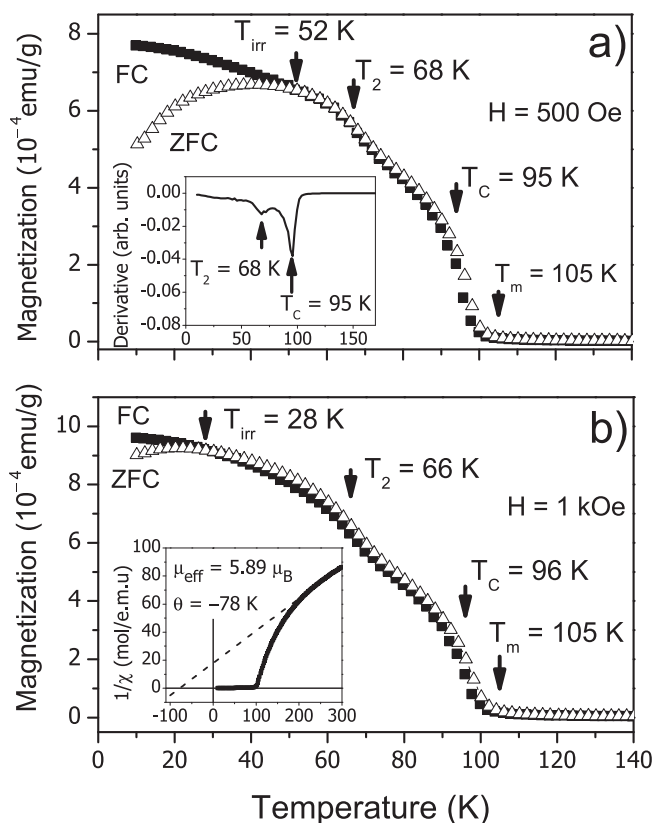 a)
T_irr = 52 K
FC
T_2 = 68 K
H = 500 Oe
ZFC
T_C = 95 K
T_m = 105 K
Magnetization (10^-4 emu/g)
8
6
4
2
0
Derivative (arb. units)
0.00
-0.02
-0.04
-0.06
-0.08
T_2 = 68 K
T_C = 95 K
0 50 100 150
b)
FC
T_irr = 28 K
ZFC
T_2 = 66 K
H = 1 kOe
T_C = 96 K
T_m = 105 K
Magnetization (10^-4 emu/g)
10
8
6
4
2
0
1/χ (mol/e.m.u)
100
80
60
40
20
0
μ_eff = 5.89 μ_B
θ = −78 K
-100 0 100 200 300
0 20 40 60 80 100 120 140
Temperature (K)